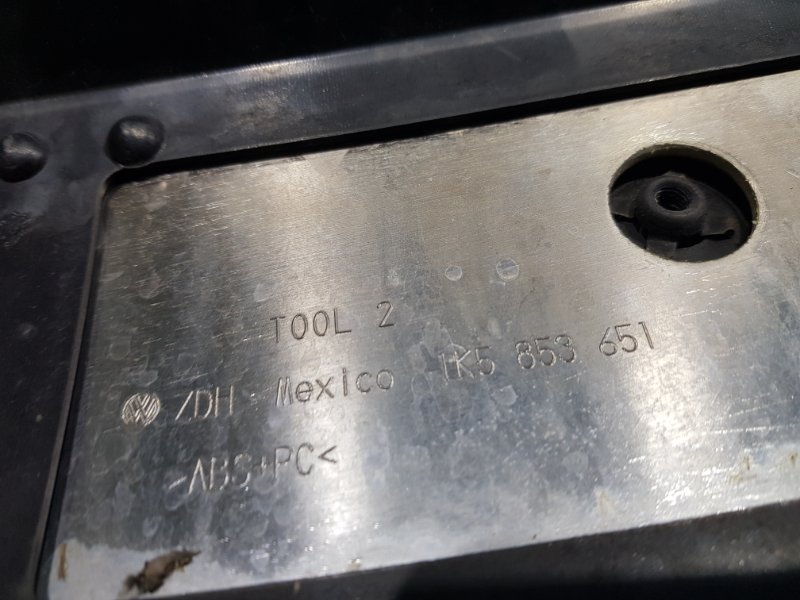 TOOL 2
ZDH Mexico 1K5 853 651
>ABS+PC<